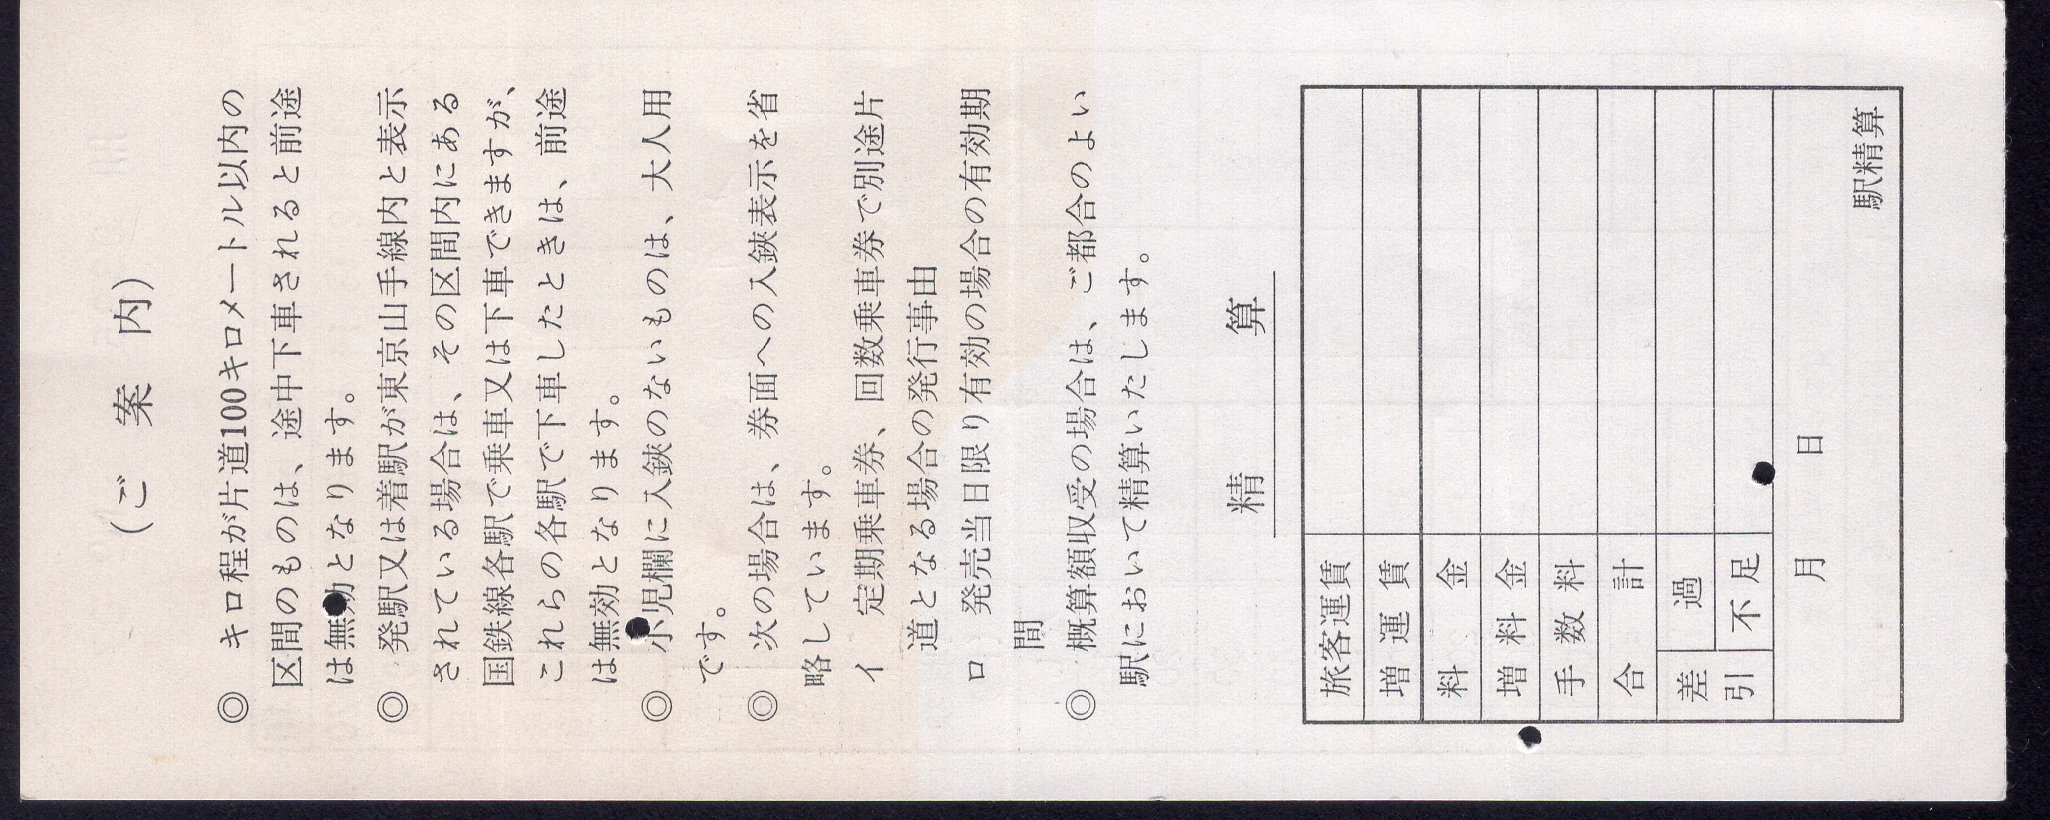 （ご案内）
◎ キロ程が片道100キロメートル以内の
区間のものは、途中下車されると前途
は無効となります。
◎ 発駅又は着駅が東京山手線内と表示
されている場合は、その区間内にある
国鉄線各駅で乗車又は下車できますが、
これらの各駅で下車したときは、前途
は無効となります。
◎ 小児欄に入鋏のないものは、大人用
です。
◎ 次の場合は、券面への入鋏表示を省
略しています。
イ 定期乗車券、回数乗車券で別途片
道となる場合の発行事由
ロ 発売当日限り有効の場合の有効期
間
◎ 概算額収受の場合は、ご都合のよい
駅において精算いたします。
精算
旅客運賃
増運賃
料金
増料金
手数料
合計
差引 過
不足
月 日
駅精算